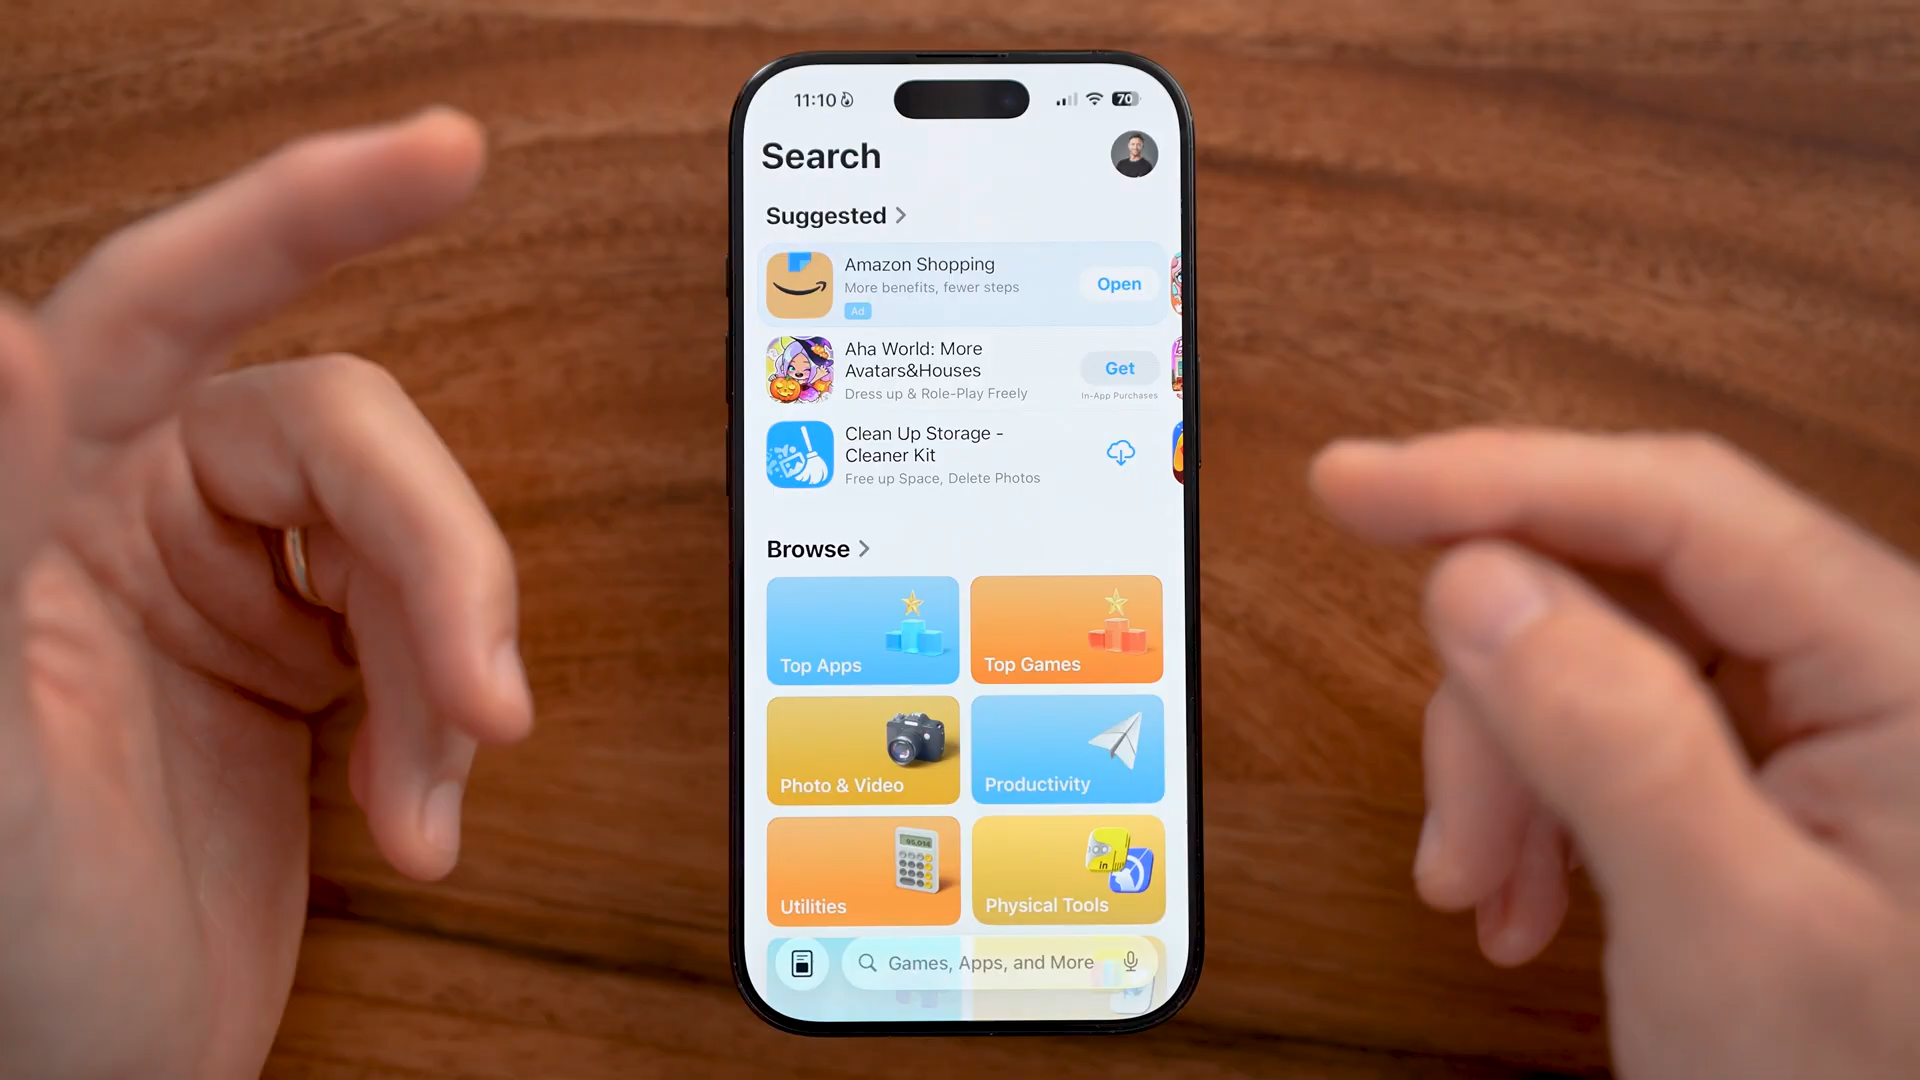 11:10
70
Search
Suggested
Amazon Shopping
More benefits, fewer steps
Ad
Open
Aha World: More
Avatars&Houses
Dress up & Role-Play Freely
Get
In-App Purchases
Clean Up Storage -
Cleaner Kit
Free up Space, Delete Photos
Browse
Top Apps
Top Games
Photo & Video
Productivity
Utilities
in
Physical Tools
Games, Apps, and More